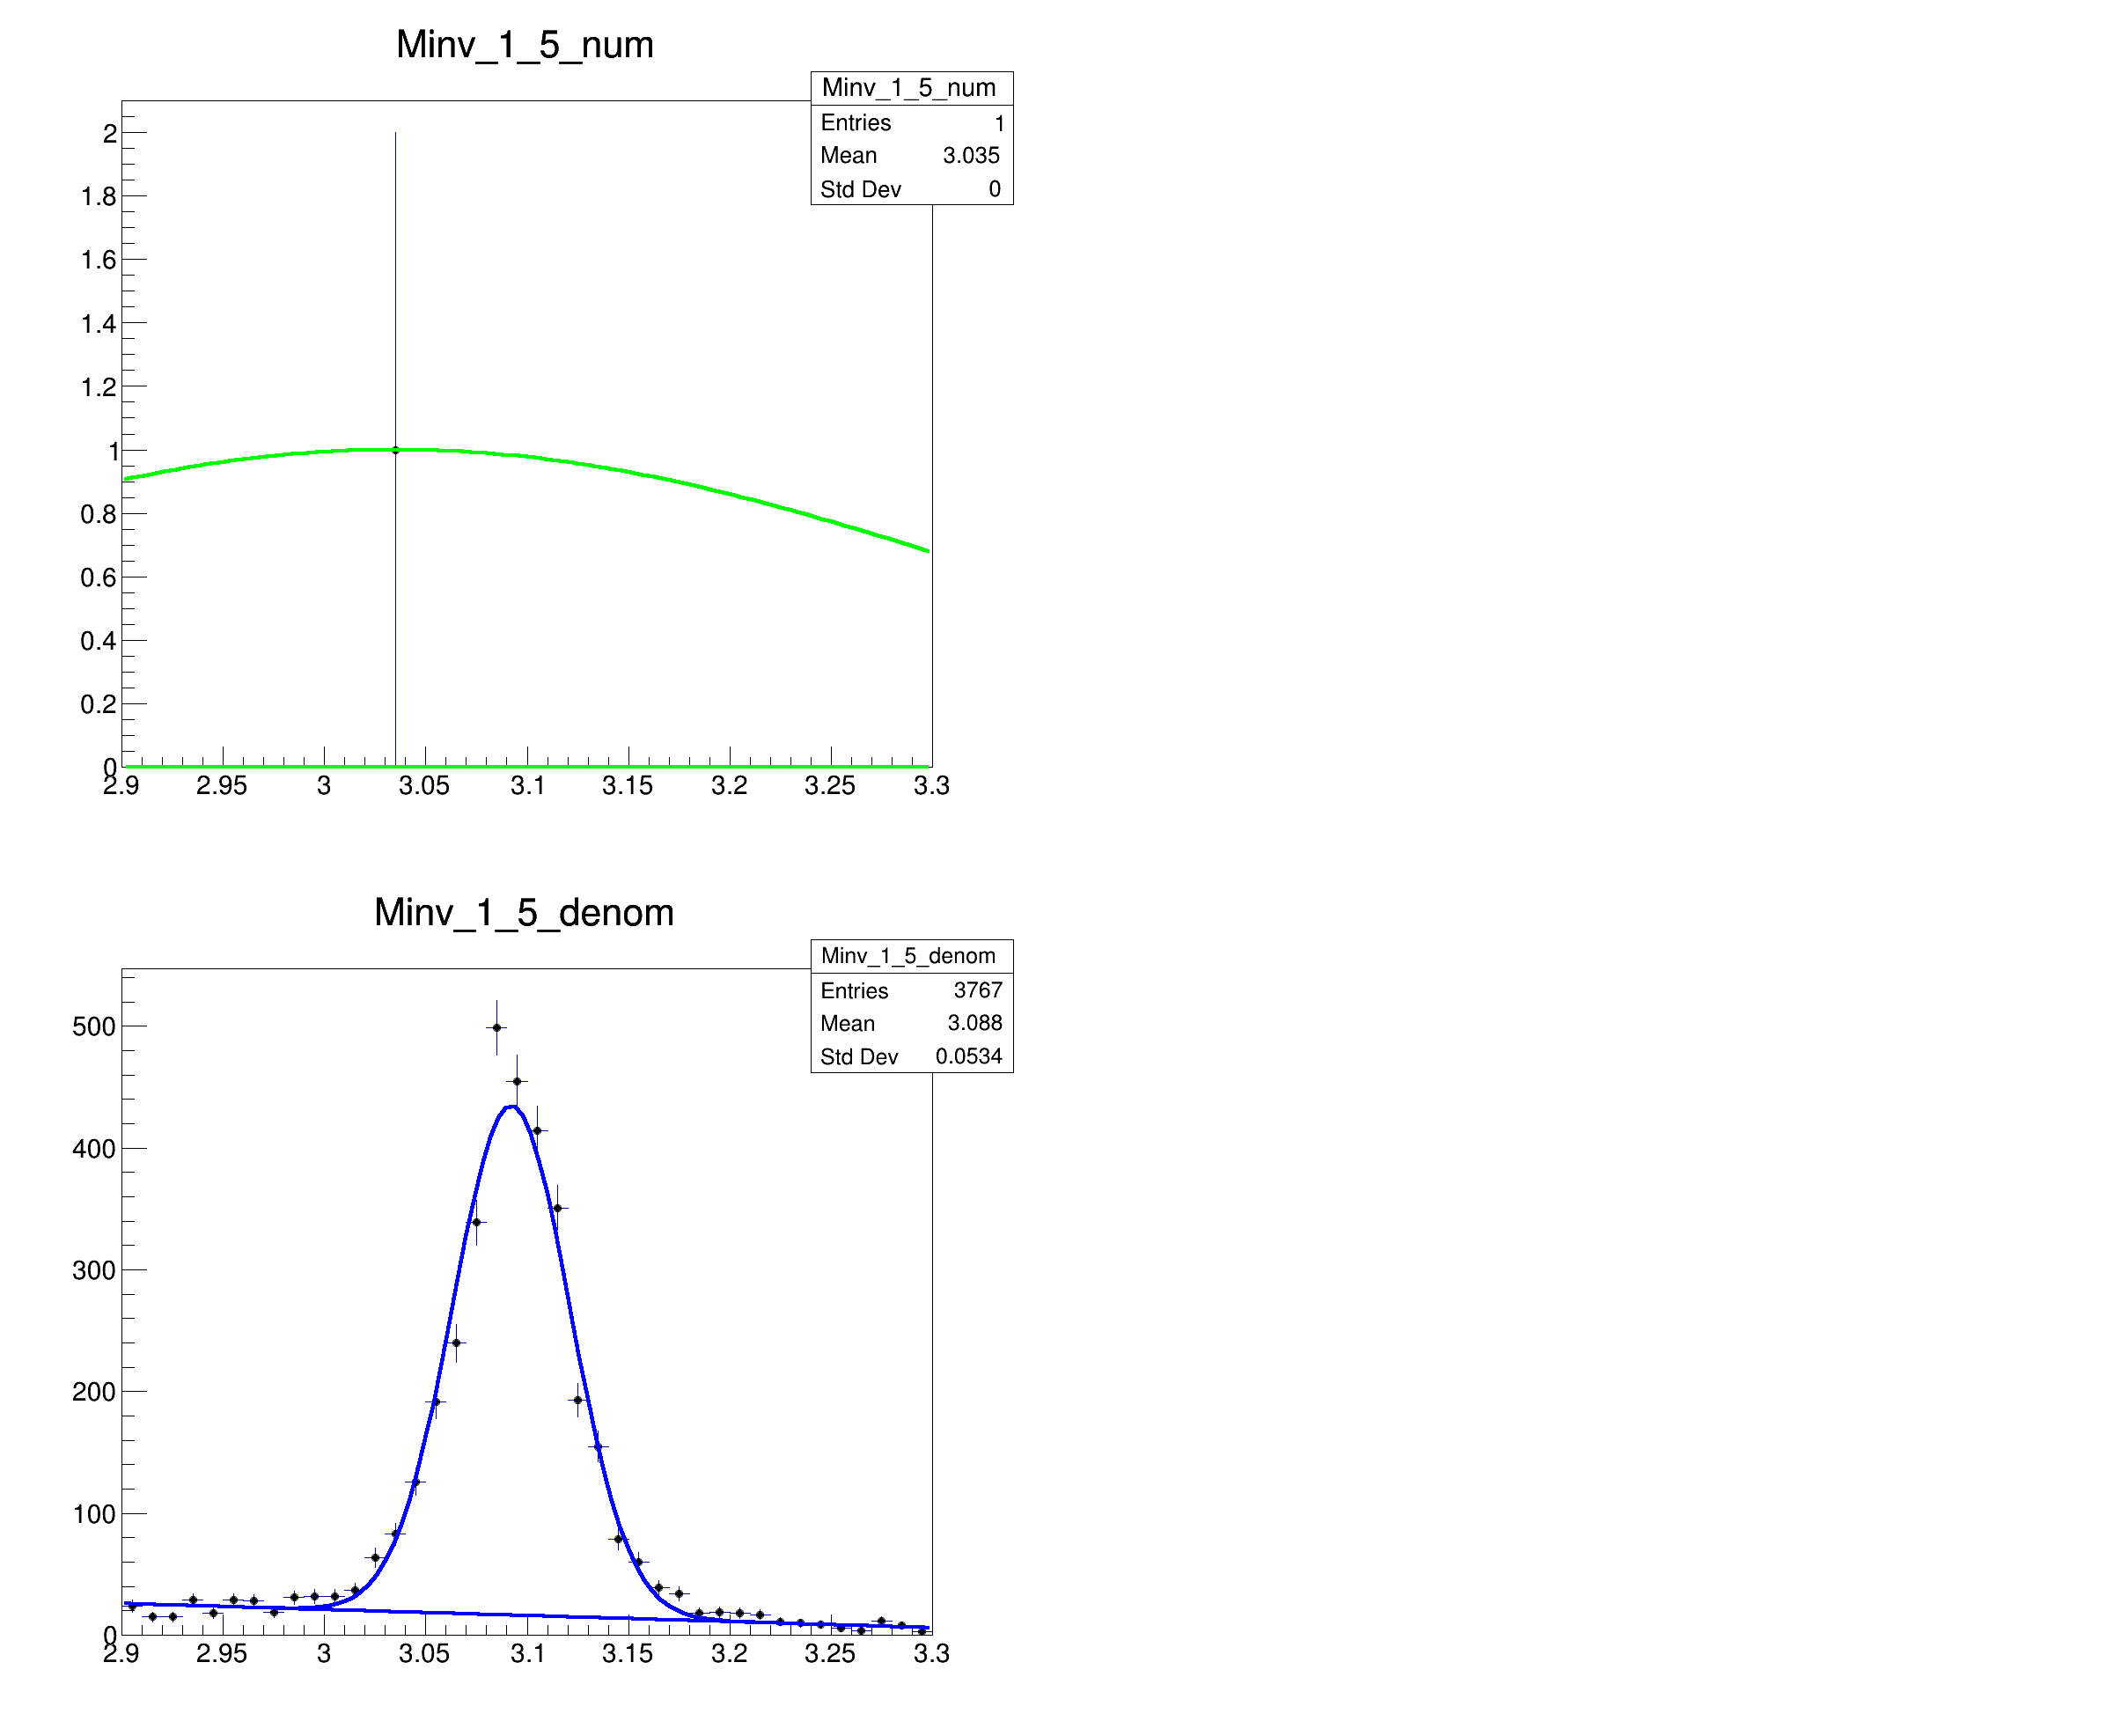 Minv_1_5_num
Minv_1_5_num
Entries 1
Mean 3.035
Std Dev 0
2
1.8
1.6
1.4
1.2
1
0.8
0.6
0.4
0.2
0
2.9 2.95 3 3.05 3.1 3.15 3.2 3.25 3.3
Minv_1_5_denom
Minv_1_5_denom
Entries 3767
Mean 3.088
Std Dev 0.0534
500
400
300
200
100
0
2.9 2.95 3 3.05 3.1 3.15 3.2 3.25 3.3